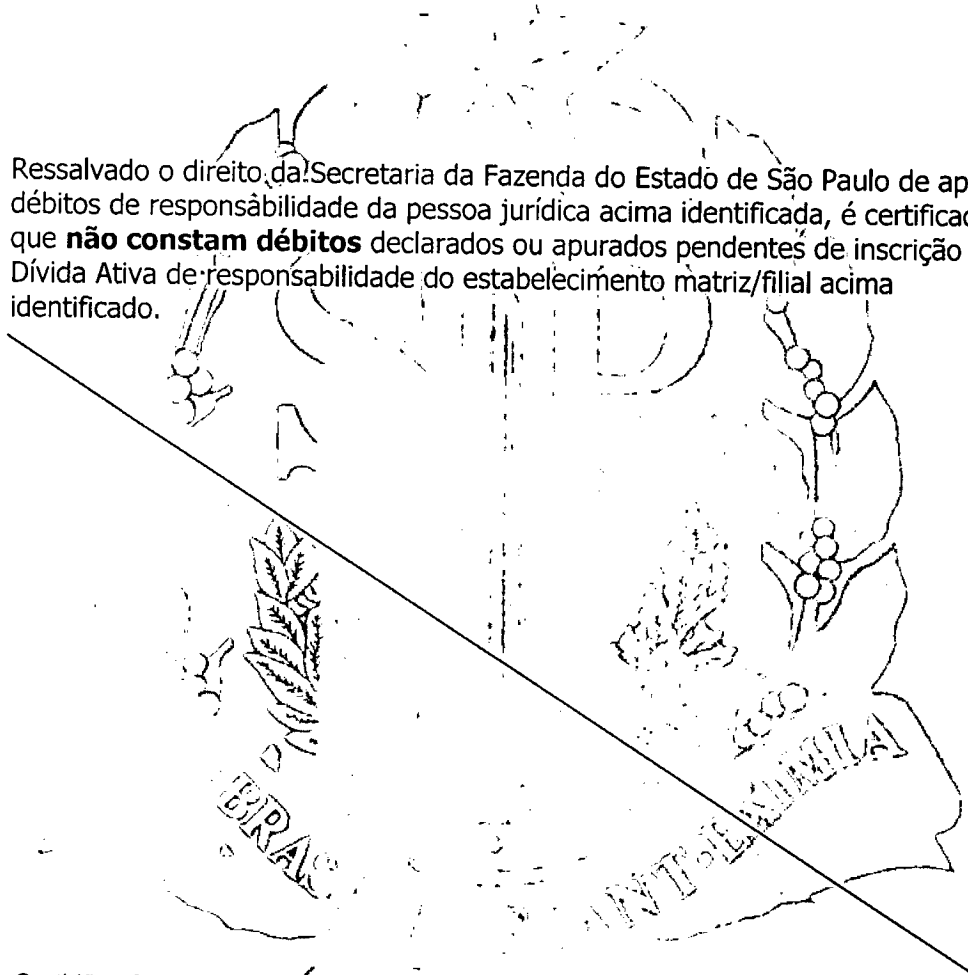 Ressalvado o direito da Secretaria da Fazenda do Estado de São Paulo de ap
débitos de responsabilidade da pessoa jurídica acima identificada, é certificad
que não constam débitos declarados ou apurados pendentes de inscrição
Dívida Ativa de responsabilidade do estabelecimento matriz/filial acima
identificado.
BRAS